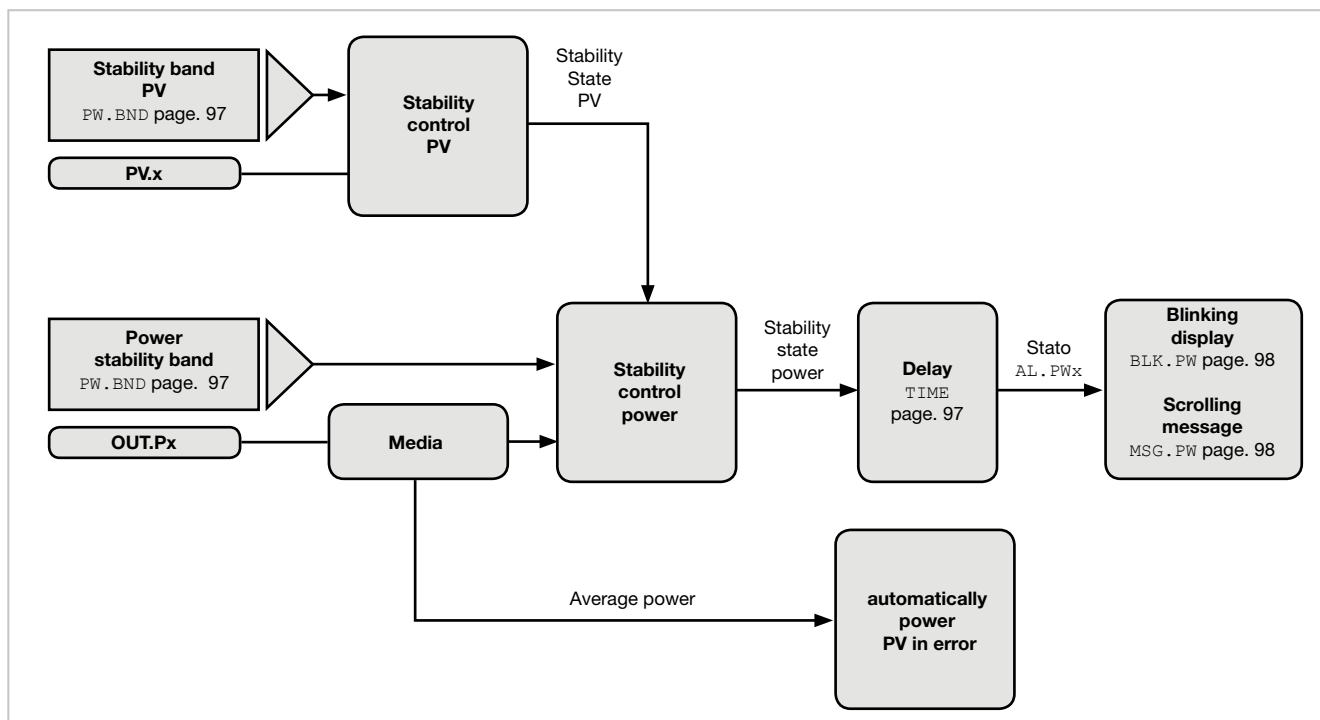 Stability band
PV
PW.BND page. 97
PV.x
Stability
control
PV
Stability
State
PV
Power
stability band
PW.BND page. 97
OUT.Px
Media
Stability
control
power
Stability
state
power
Delay
TIME
page. 97
Stato
AL.PWx
Blinking
display
BLK.PW page. 98
Scrolling
message
MSG.PW page. 98
Average power
automatically
power
PV in error